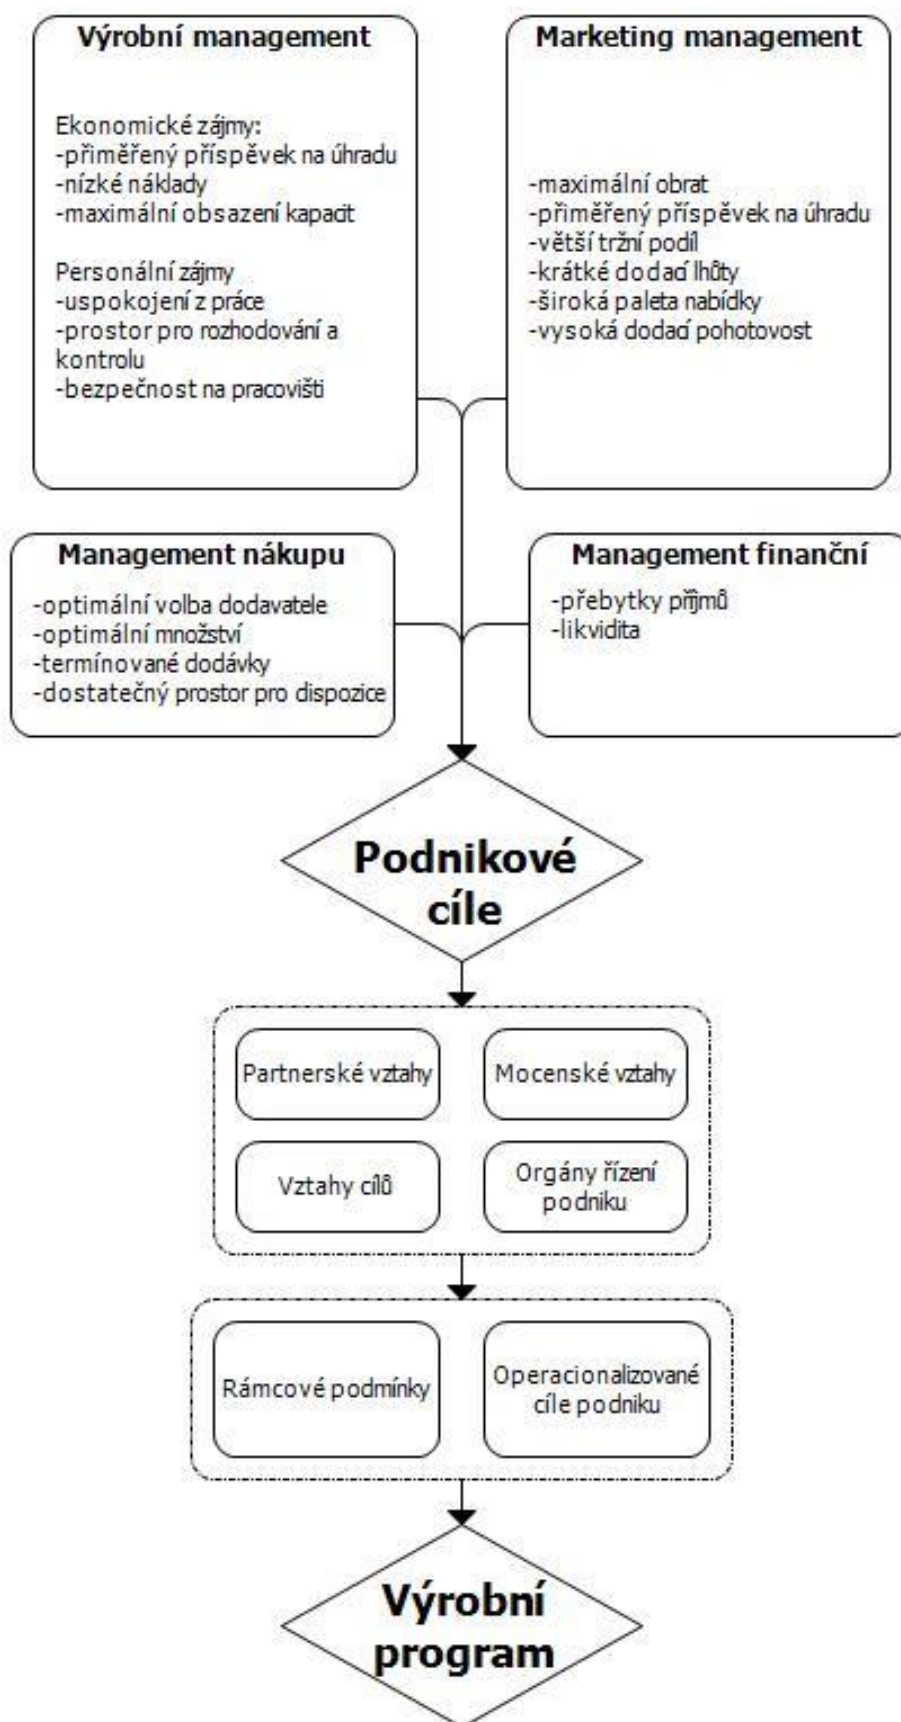 Výrobní management
Ekonomické zájmy:
-přiměřený příspěvek na úhradu
-nízké náklady
-maximální obsazení kapacit
Personální zájmy
-uspokojení z práce
-prostor pro rozhodování a
kontrolu
-bezpečnost na pracovišti
Marketing management
-maximální obrat
-přiměřený příspěvek na úhradu
-větší tržní podíl
-krátké dodací lhůty
-široká paleta nabídky
-vysoká dodací pohotovost
Management nákupu
-optimální volba dodavatele
-optimální množství
-termínované dodávky
-dostatečný prostor pro dispozice
Management finanční
-přebytky příjmů
-likvidita
Podnikové
cíle
Partnerské vztahy
Mocenské vztahy
Vztahy cílů
Orgány řízení
podniku
Rámcové podmínky
Operacionalizované
cíle podniku
Výrobní
program